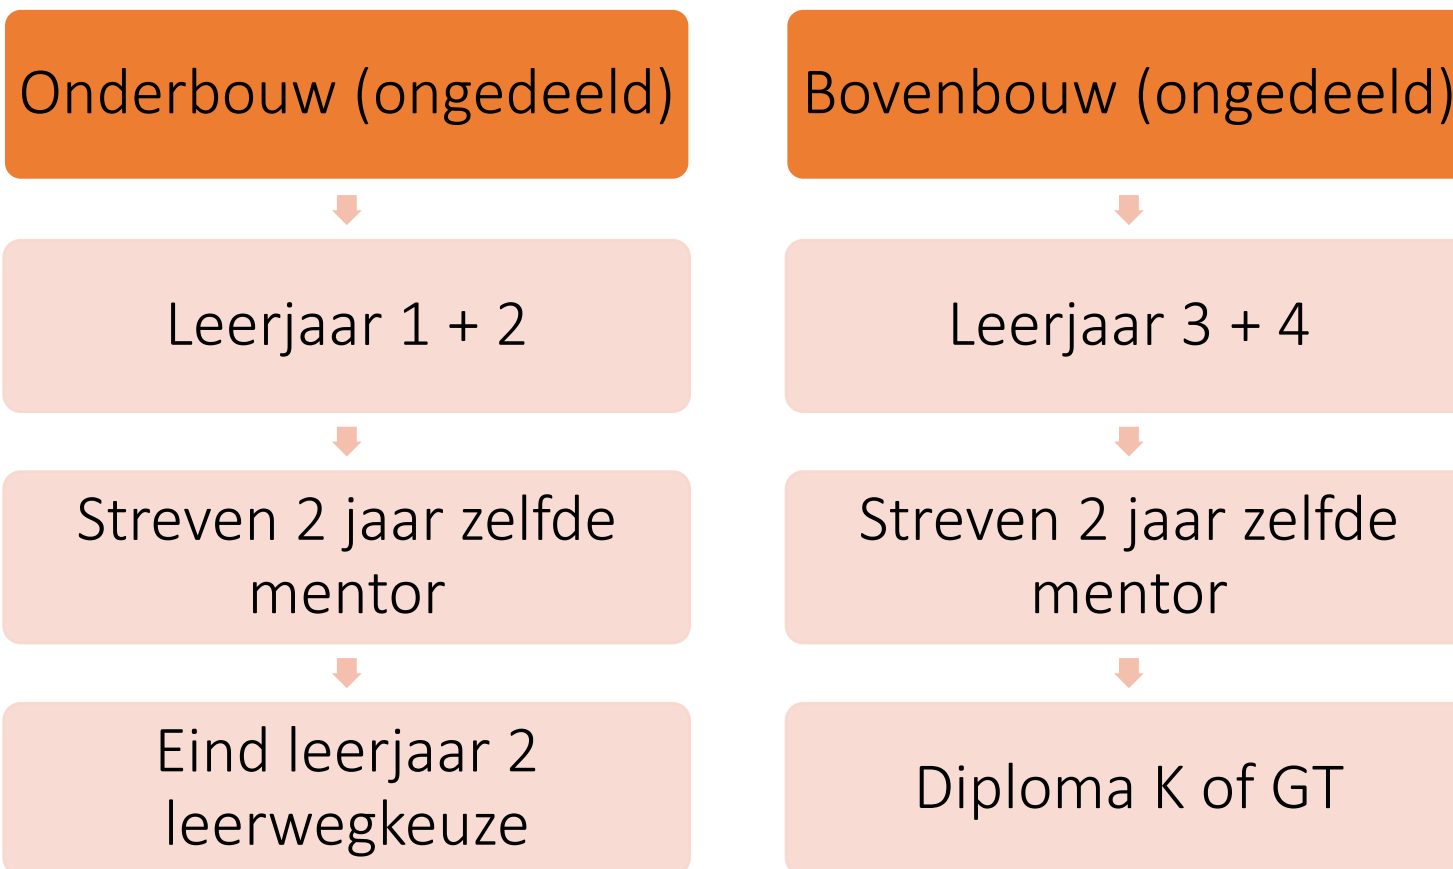 Onderbouw (ongedeeld)
Leerjaar 1 + 2
Streven 2 jaar zelfde
mentor
Eind leerjaar 2
leerwegkeuze
Bovenbouw (ongedeeld)
Leerjaar 3 + 4
Streven 2 jaar zelfde
mentor
Diploma K of GT